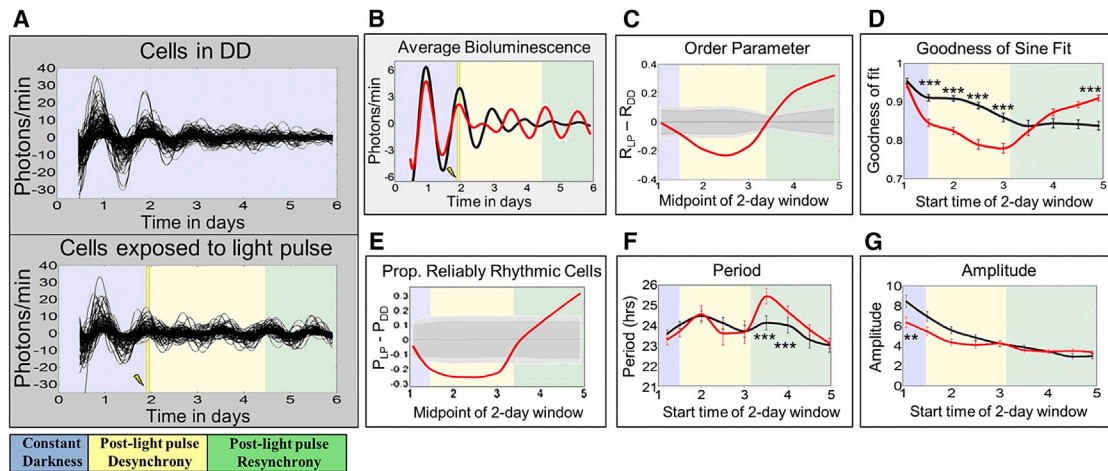 A
Cells in DD
Photons/min
40
30
20
10
0
-10
-20
-30
0 1 2 3 4 5 6
Time in days
Cells exposed to light pulse
Photons/min
40
30
20
10
0
-10
-20
-30
0 1 2 3 4 5 6
Time in days
B
Average Bioluminescence
Photons/min
6
3
0
-3
-6
0 1 2 3 4 5 6
Time in days
C
Order Parameter
R_LP – R_DD
0.4
0.2
0
-0.2
-0.4
1 2 3 4 5
Midpoint of 2-day window
D
Goodness of Sine Fit
Goodness of fit
1
0.9
0.8
0.7
*** *** *** *** ***
1 2 3 4 5
Start time of 2-day window
E
Prop. Reliably Rhythmic Cells
P_LP - P_DD
0.3
0.2
0.1
0
-0.1
-0.2
-0.3
1 2 3 4 5
Midpoint of 2-day window
F
Period
Period (hrs)
26
25
24
23
22
21
*** ***
1 2 3 4 5
Start time of 2-day window
G
Amplitude
Amplitude
10
8
6
4
2
0
**
1 2 3 4 5
Start time of 2-day window
Constant Darkness
Post-light pulse Desynchrony
Post-light pulse Resynchrony